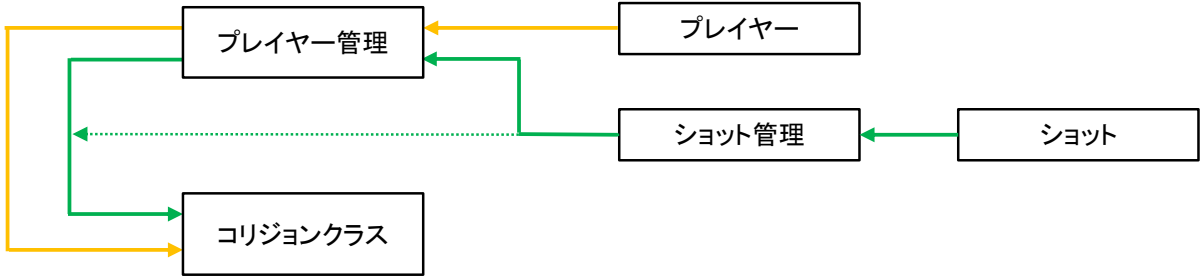 プレイヤー管理
プレイヤー
ショット管理
ショット
コリジョンクラス